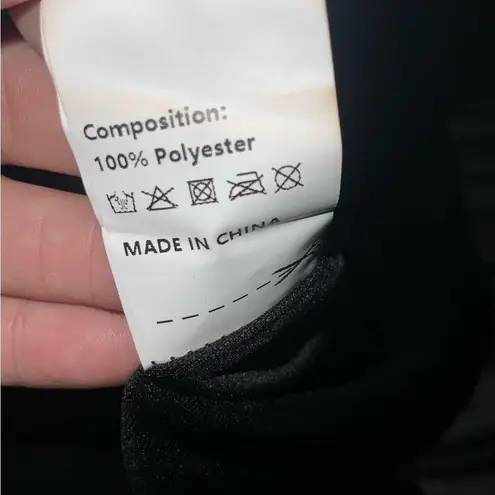 Composition:
100% Polyester
MADE IN CHINA